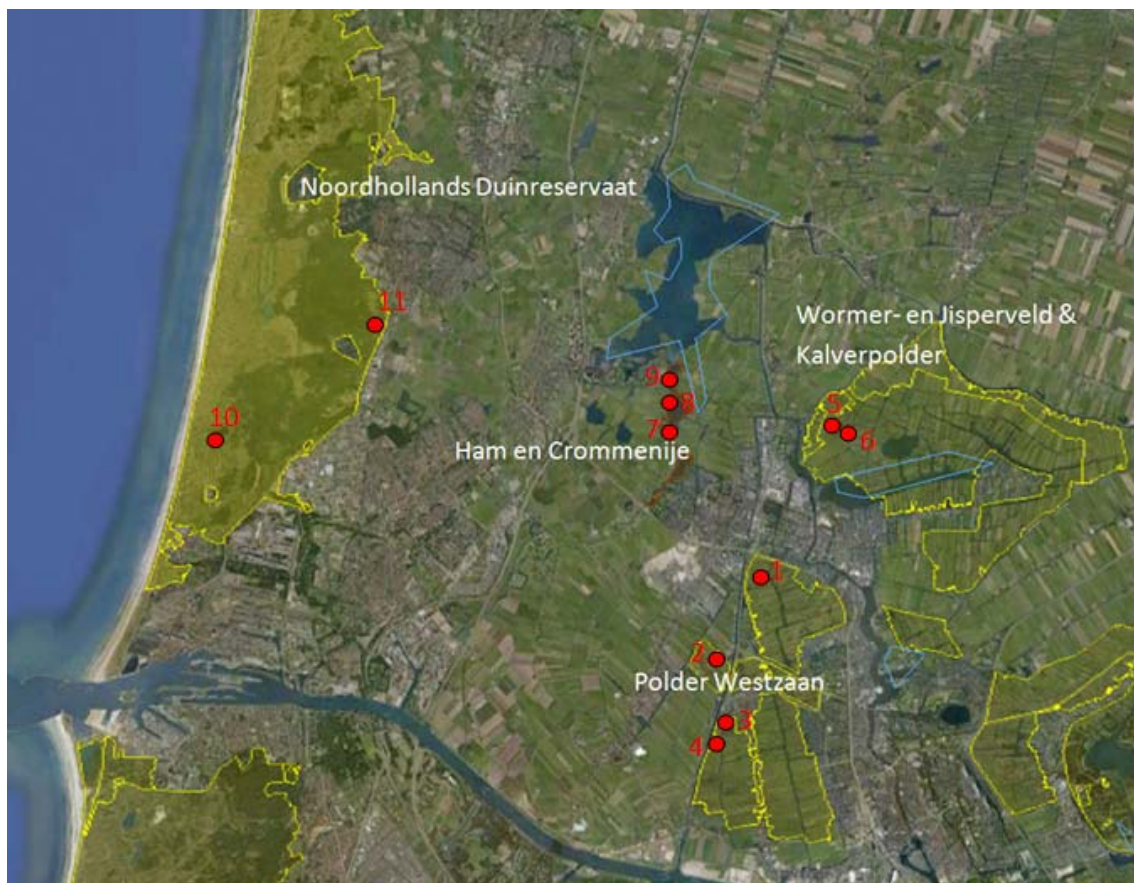 Noordhollands Duinreservaat
11
Wormer- en Jisperveld &
Kalverpolder
9
8
5
10
7
6
Ham en Crommenije
1
2
Polder Westzaan
3
4